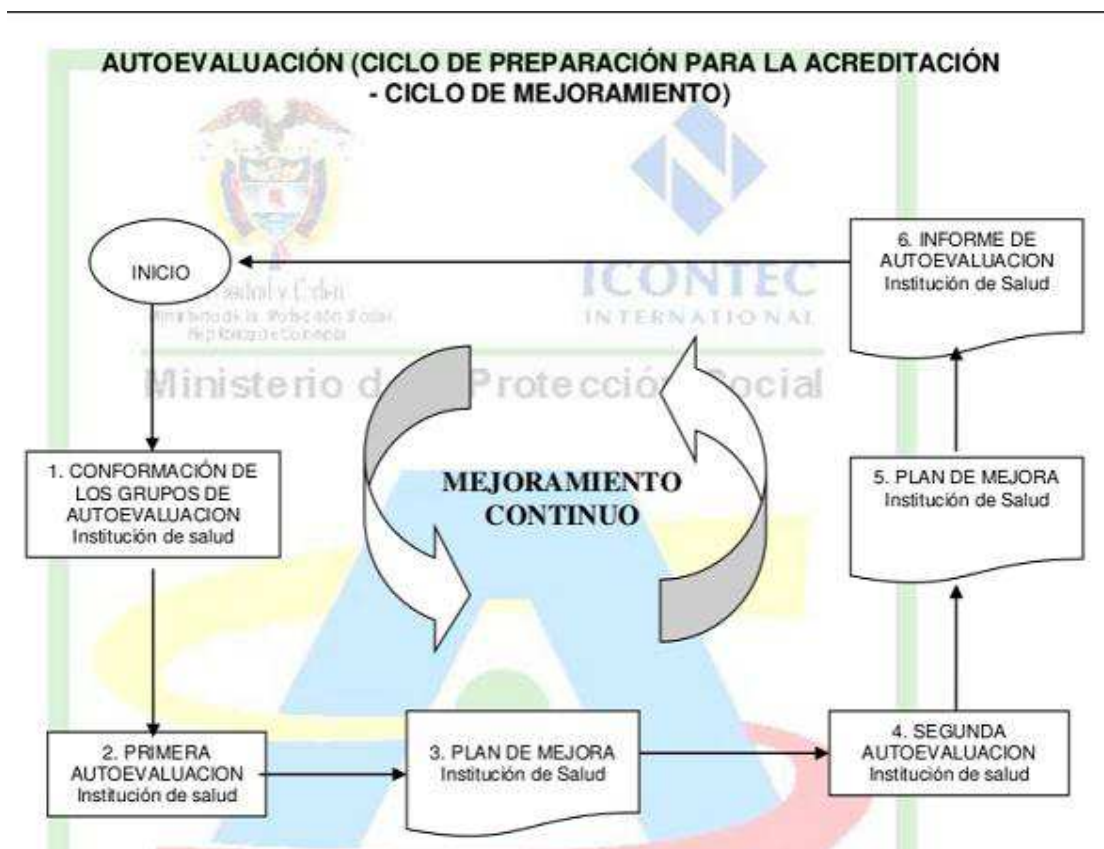 AUTOEVALUACIÓN (CICLO DE PREPARACIÓN PARA LA ACREDITACIÓN
- CICLO DE MEJORAMIENTO)
INICIO
6. INFORME DE
AUTOEVALUACION
Institución de Salud
ICONTEC
INTERNATIONAL
Ministerio d Protección Social
1. CONFORMACIÓN DE
LOS GRUPOS DE
AUTOEVALUACION
Institución de salud
MEJORAMIENTO
CONTINUO
5. PLAN DE MEJORA
Institución de Salud
2. PRIMERA
AUTOEVALUACION
Institución de salud
3. PLAN DE MEJORA
Institución de Salud
4. SEGUNDA
AUTOEVALUACION
Institución de salud